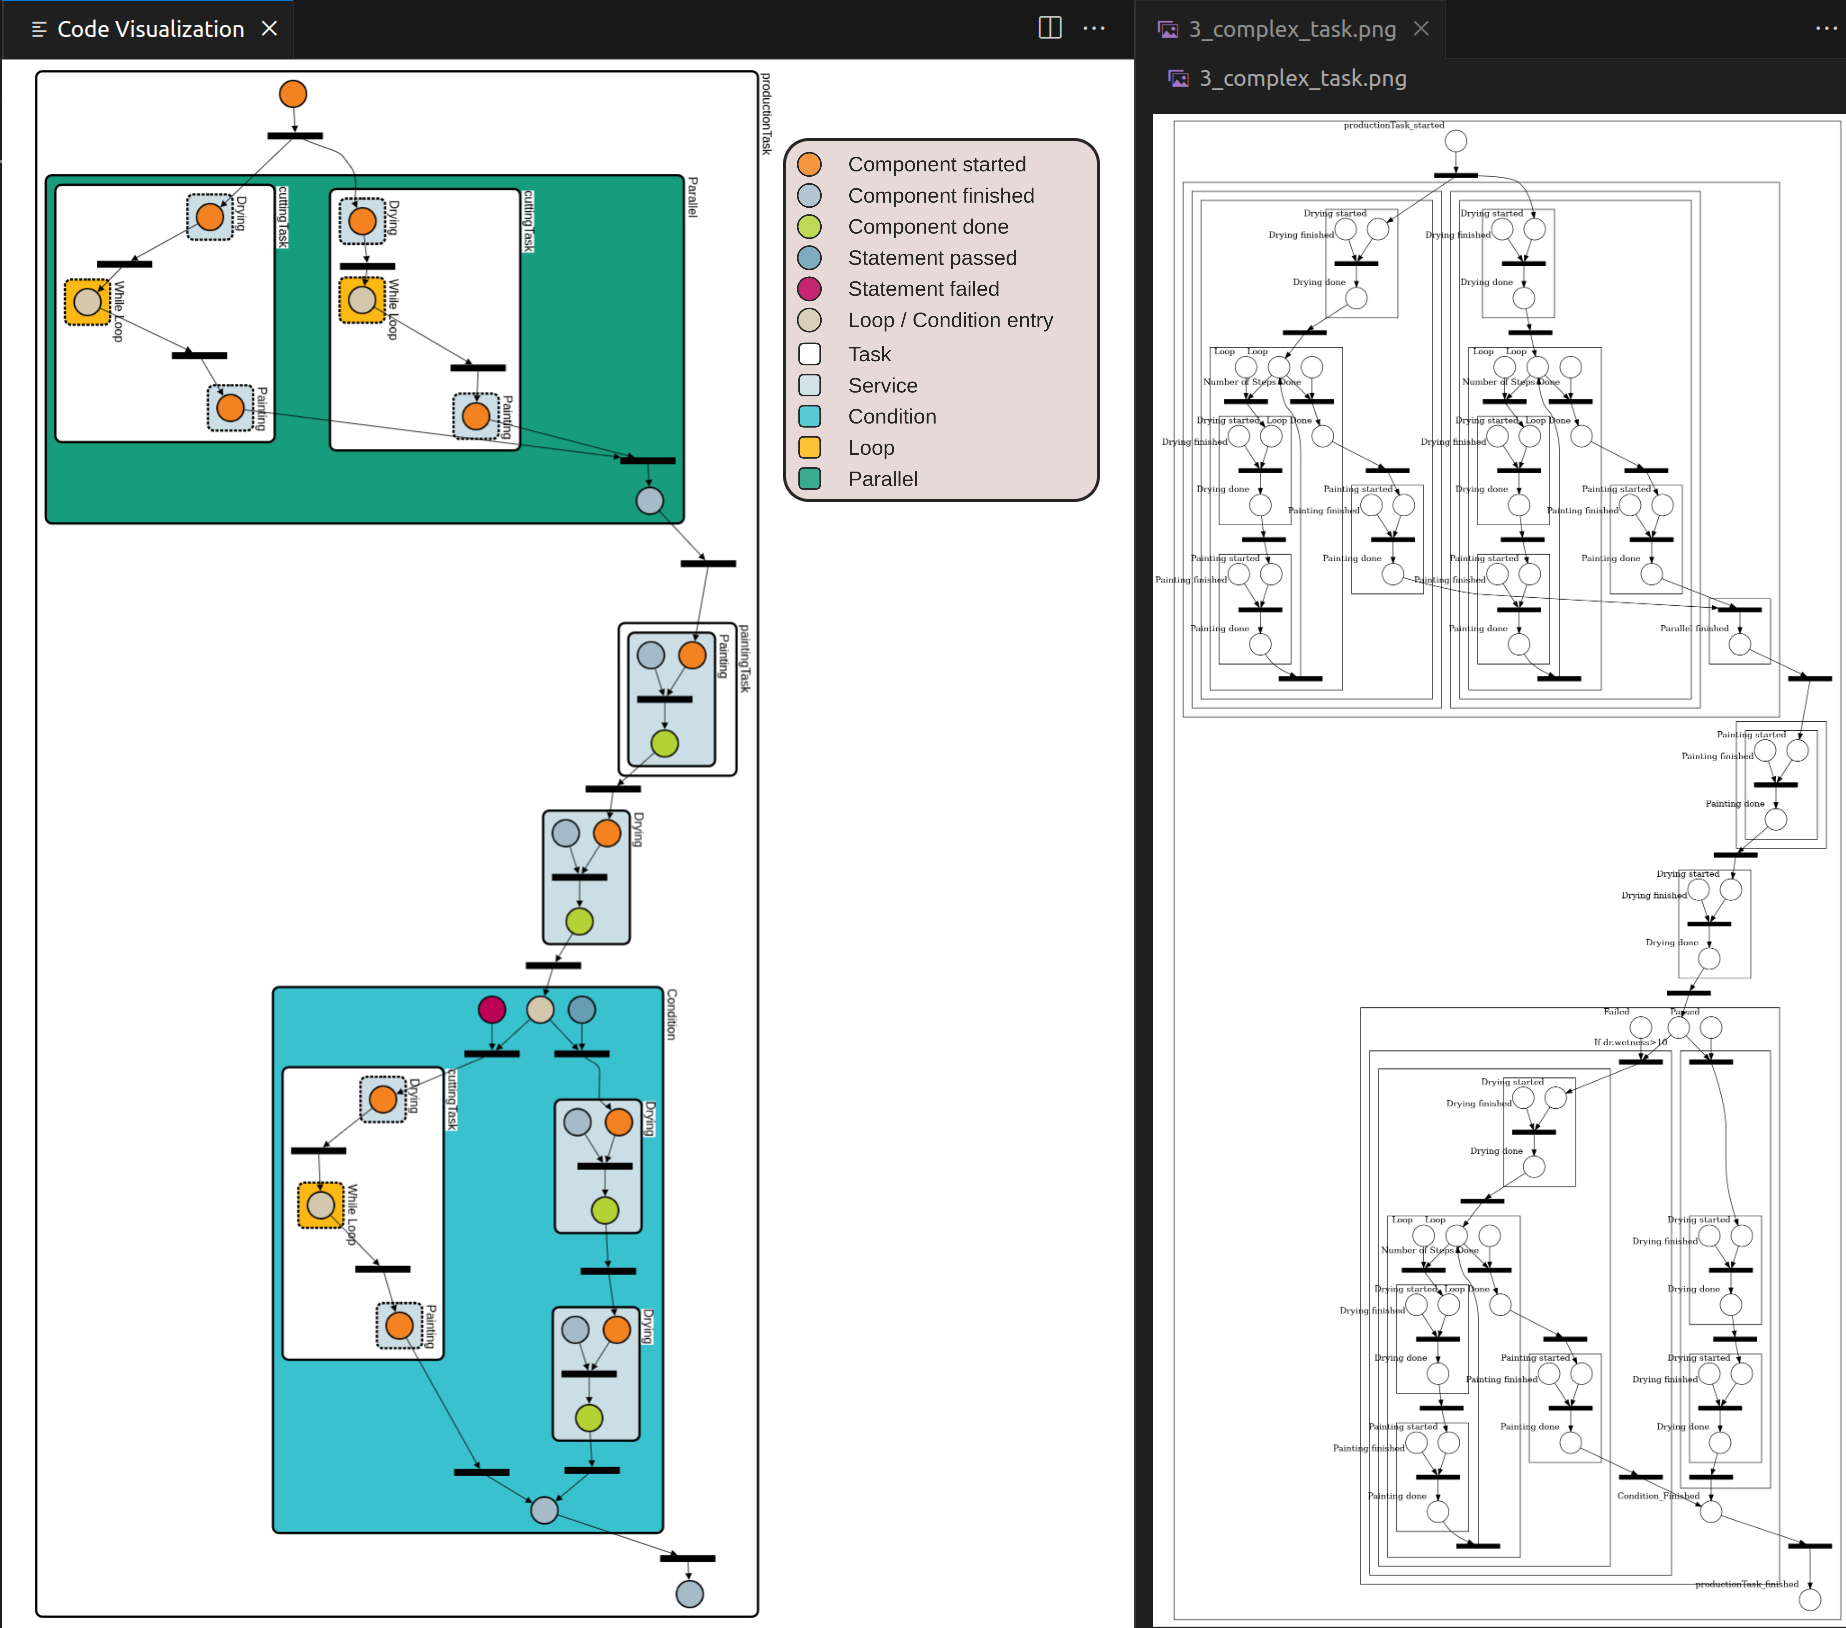 Code Visualization
3_complex_task.png
3_complex_task.png
productionTask
Parallel
cuttingTask
Drying
While Loop
Painting
cuttingTask
Drying
While Loop
Painting
paintingTask
Painting
Drying
Condition
cuttingTask
Drying
While Loop
Painting
Drying
Drying
Component started
Component finished
Component done
Statement passed
Statement failed
Loop / Condition entry
Task
Service
Condition
Loop
Parallel
productionTask_started
Drying started
Drying finished
Drying done
Drying started
Drying finished
Drying done
Loop Loop
Number of Steps Done
Drying started Loop Done
Drying finished
Drying done
Painting started
Painting finished
Painting done
Painting started
Painting finished
Painting done
Loop Loop
Number of Steps Done
Drying started Loop Done
Drying finished
Drying done
Painting started
Painting finished
Painting done
Painting started
Painting finished
Painting done
Parallel finished
Painting started
Painting finished
Painting done
Drying started
Drying finished
Drying done
Failed Passed
If dr.wetness>10
Drying started
Drying finished
Drying done
Loop Loop
Number of Steps Done
Drying started Loop Done
Drying finished
Drying done
Painting started
Painting finished
Painting done
Painting started
Painting finished
Painting done
Drying started
Drying finished
Drying done
Drying started
Drying finished
Drying done
Condition_Finished
productionTask_finished